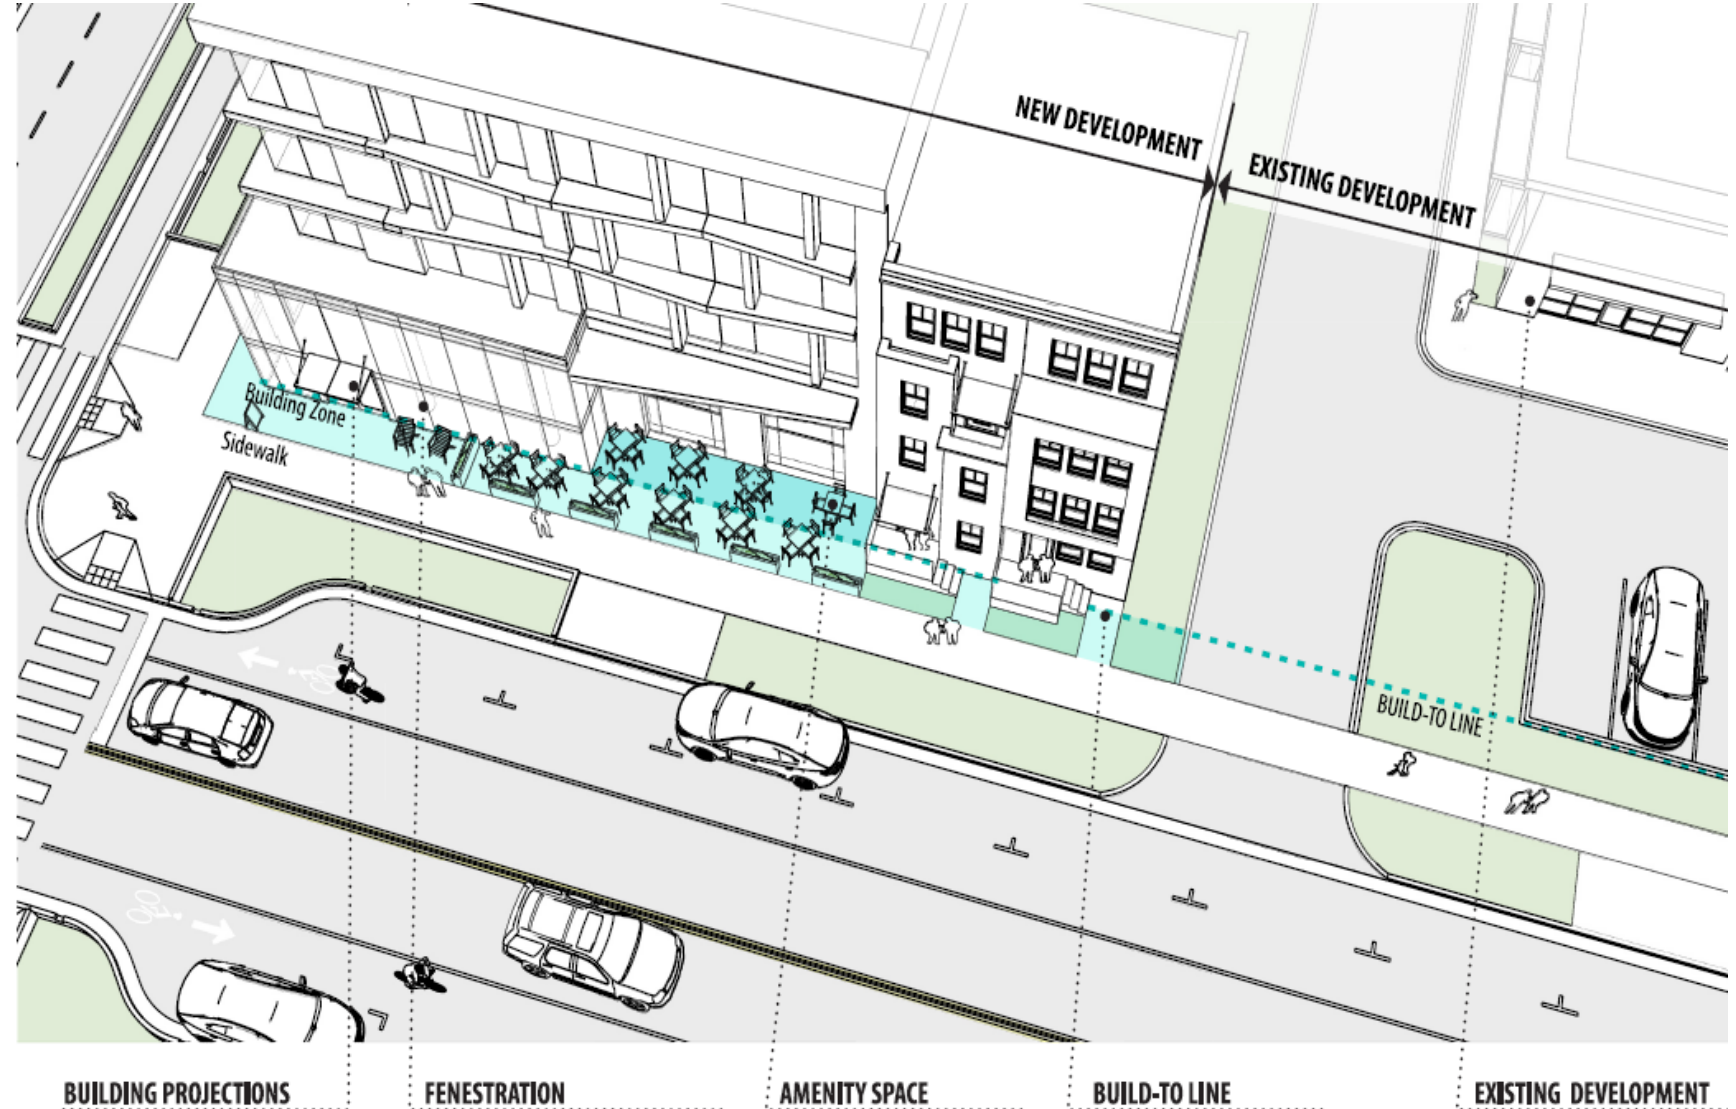 NEW DEVELOPMENT
EXISTING DEVELOPMENT
Building Zone
Sidewalk
BUILD-TO LINE
BUILDING PROJECTIONS
FENESTRATION
AMENITY SPACE
BUILD-TO LINE
EXISTING DEVELOPMENT